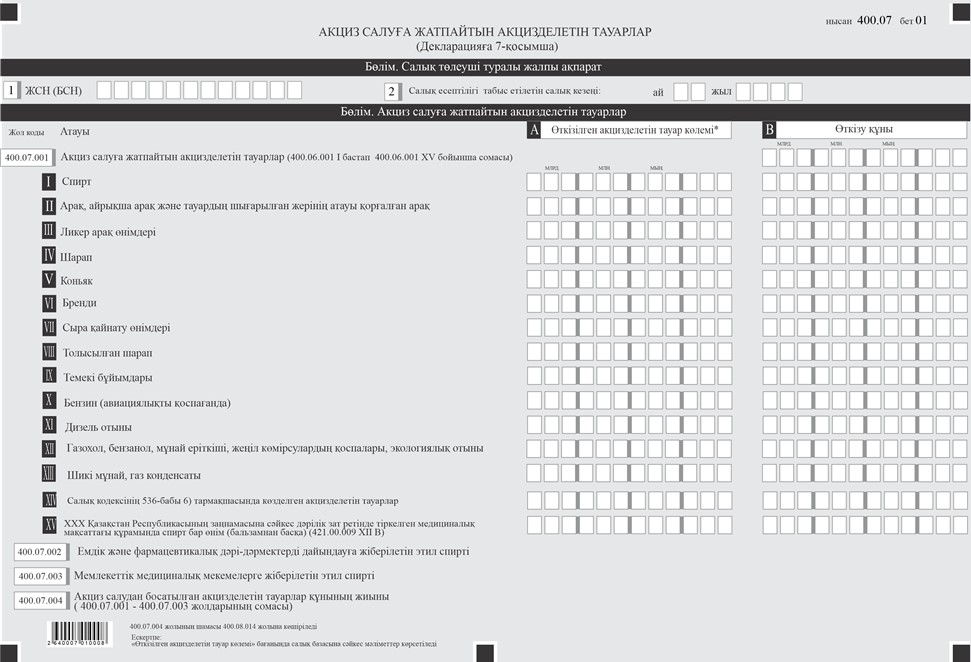 нысан 400.07 бет 01
АКЦИЗ САЛУҒА ЖАТПАЙТЫН АКЦИЗДЕЛЕТІН ТАУАРЛАР
(Декларацияға 7-қосымша)
Бөлім. Салық төлеуші туралы жалпы ақпарат
1 ЖСН (БСН) 2 Салық есептілігі табыс етілетін салық кезеңі: ай жыл
Бөлім. Акциз салуға жатпайтын акцизделетін тауарлар
Жол коды Атауы A Өткізілген акцизделетін тауар көлемі* B Өткізу құны
млрд млн мың
400.07.001 Акциз салуға жатпайтын акцизделетін тауарлар (400.06.001 I бастап 400.06.001 XV бойынша сомасы)
млрд млн мың
I Спирт
II Арақ, айрықша арақ және тауардың шығарылған жерінің атауы қорғалған арақ
III Ликер арақ өнімдері
IV Шарап
V Коньяк
VI Бренди
VII Сыра қайнату өнімдері
VIII Толысылған шарап
IX Темекі бұйымдары
X Бензин (авиациялықты қоспағанда)
XI Дизель отыны
XII Газохол, бензанол, мұнай еріткіші, жеңіл көмірсулардың қоспалары, экологиялық отыны
XIII Шикі мұнай, газ конденсаты
XIV Салық кодексінің 536-бабы 6) тармақшасында көзделген акцизделетін тауарлар
XV XXX Қазақстан Республикасының заңнамасына сәйкес дәрілік зат ретінде тіркелген медициналық
мақсаттағы құрамында спирт бар өнім (бальзамнан басқа) (421.00.009 XII B)
400.07.002 Емдік және фармацевтикалық дәрі-дәрмектерді дайындауға жіберілетін этил спирті
400.07.003 Мемлекеттік медициналық мекемелерге жіберілетін этил спирті
400.07.004 Акциз салудан босатылған акцизделетін тауарлар құнының жиыны
( 400.07.001 - 400.07.003 жолдарының сомасы)
400.07.004 жолының шамасы 400.08.014 жолына көшіріледі
Ескертпе:
«Өткізілген акцизделетін тауар көлемі» бағанында салық базасына сәйкес мәліметтер көрсетіледі
2 640007 010008